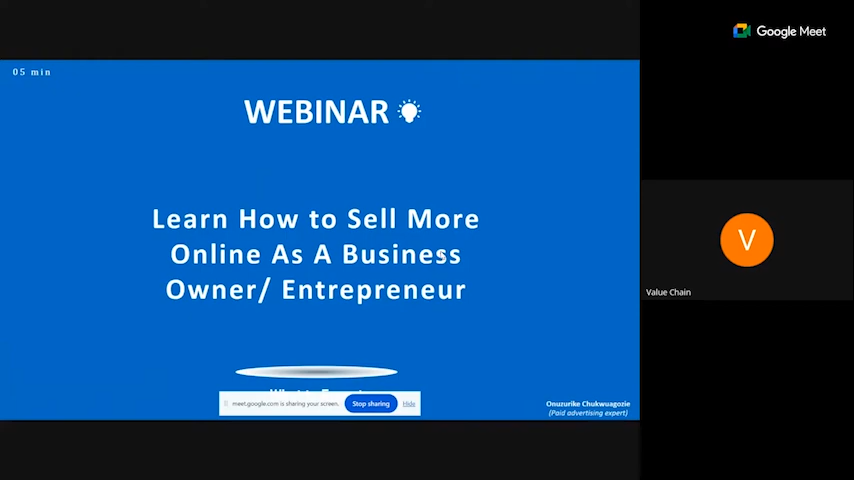 05 min
Google Meet
WEBINAR
Learn How to Sell More
Online As A Business
Owner/ Entrepreneur
V
Value Chain
meet.google.com is sharing your screen.
Stop sharing
Hide
Onuzurike Chukwuagozie
(Paid advertising expert)